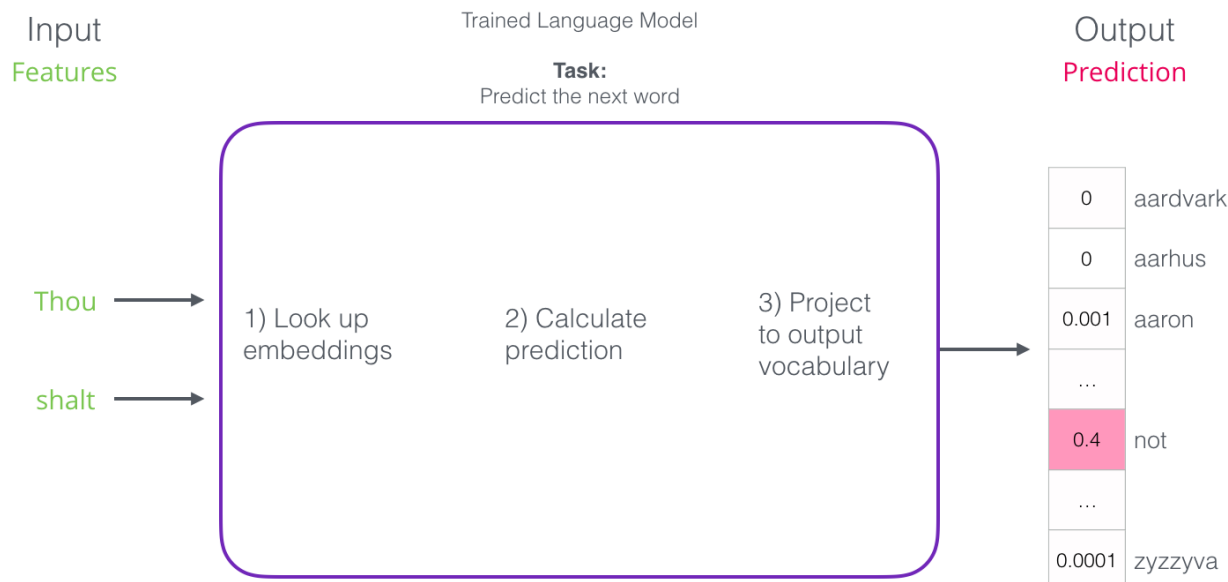 Input
Features
Trained Language Model
Task:
Predict the next word
Output
Prediction
Thou
shalt
1) Look up
embeddings
2) Calculate
prediction
3) Project
to output
vocabulary
0 aardvark
0 aarhus
0.001 aaron
...
0.4 not
...
0.0001 zyzzyva